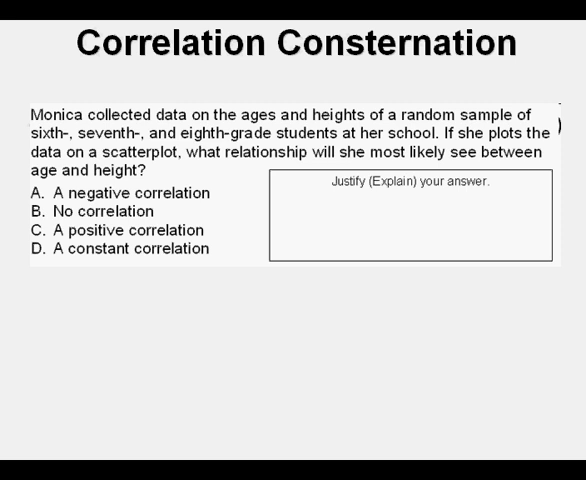 Correlation Consternation
Monica collected data on the ages and heights of a random sample of
sixth-, seventh-, and eighth-grade students at her school. If she plots the
data on a scatterplot, what relationship will she most likely see between
age and height?
A. A negative correlation
B. No correlation
C. A positive correlation
D. A constant correlation
Justify (Explain) your answer.